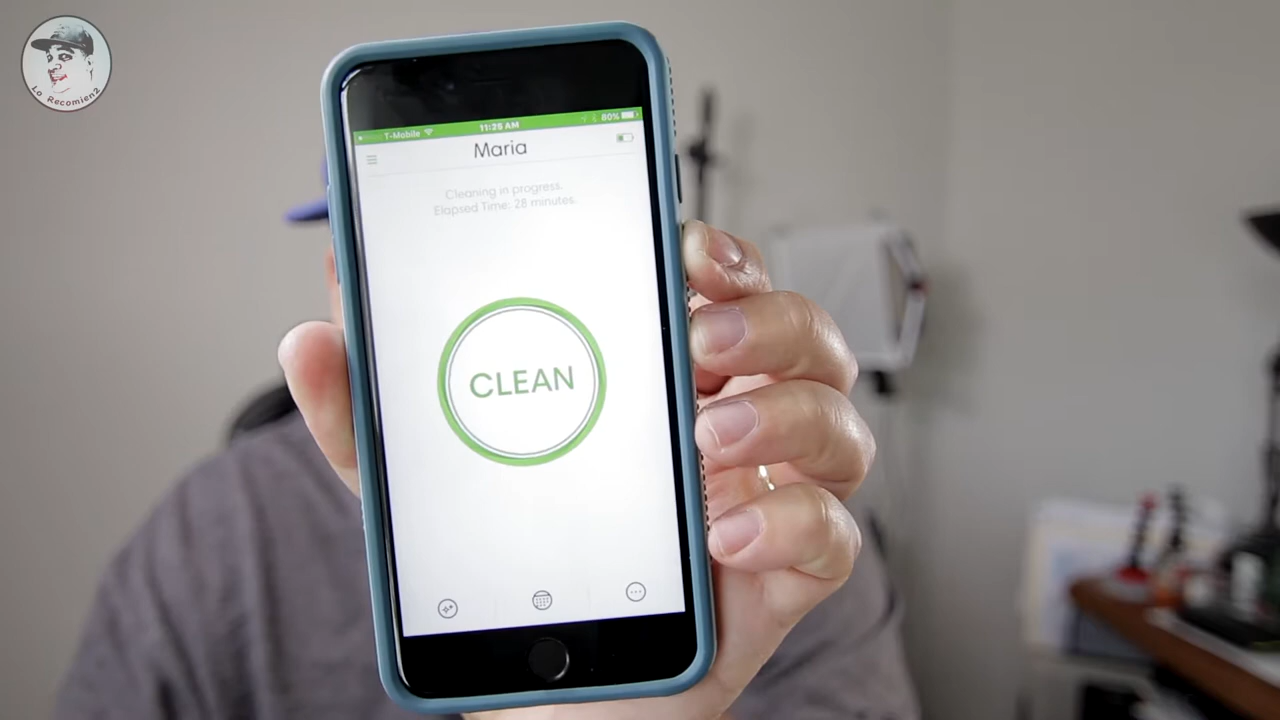 Lo Recomien2
T-Mobile 11:26 AM 80%
Maria
Cleaning in progress.
Elapsed Time: 28 minutes.
CLEAN